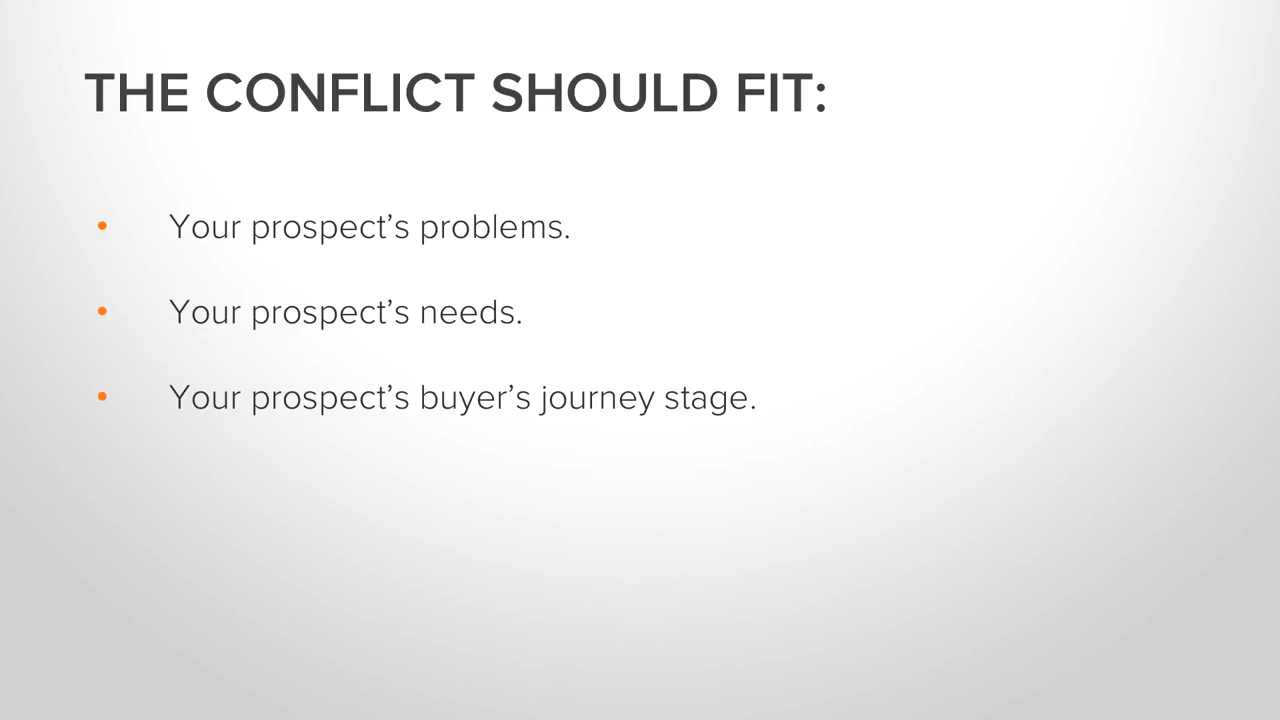 THE CONFLICT SHOULD FIT:
• Your prospect’s problems.
• Your prospect’s needs.
• Your prospect’s buyer’s journey stage.